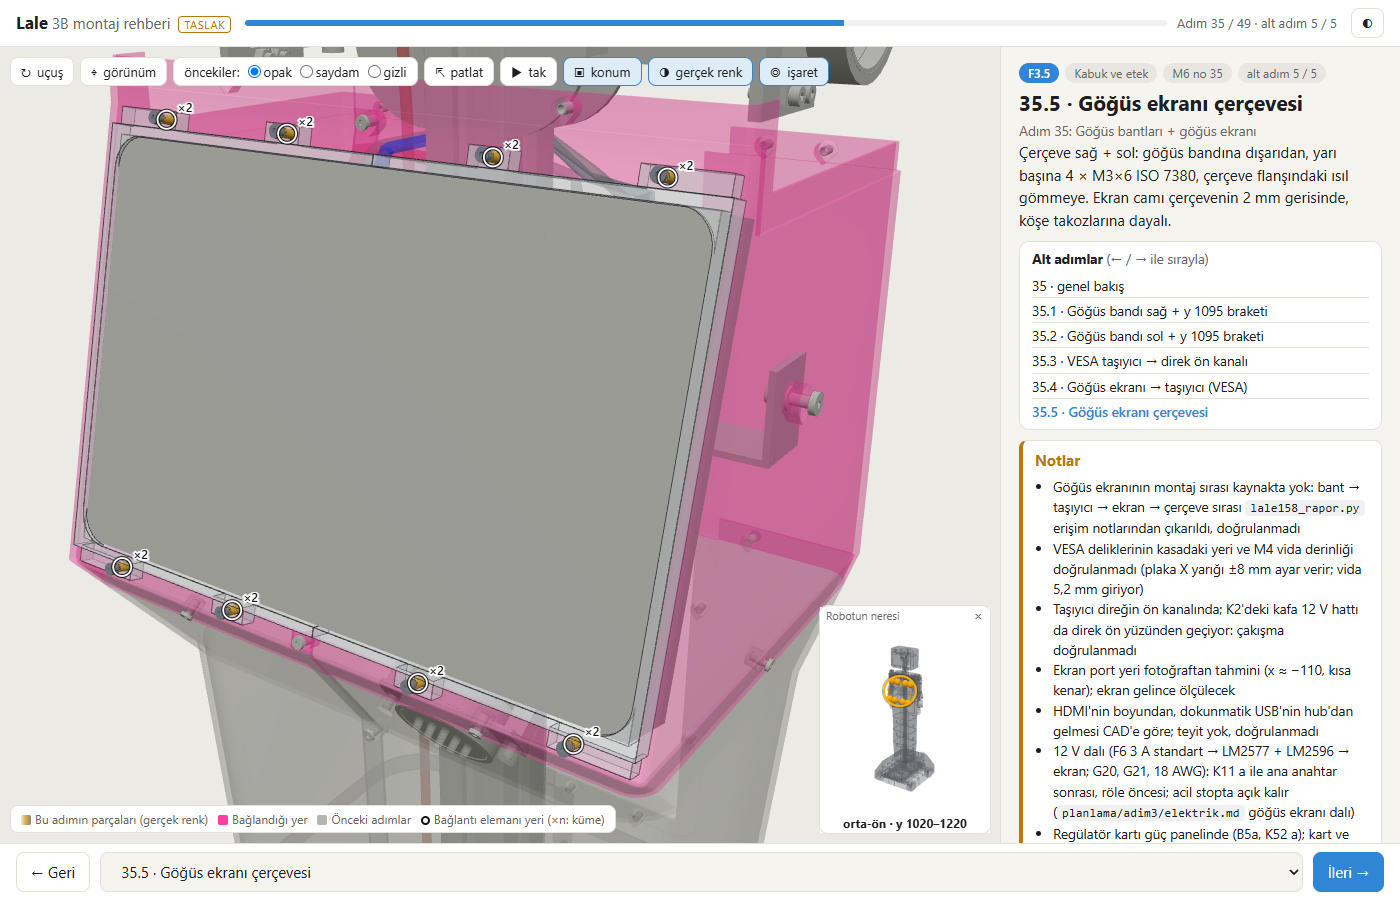 Lale 3B montaj rehberi TASLAK
Adım 35 / 49 · alt adım 5 / 5
↻ uçuş
⌖ görünüm
öncekiler: opak saydam gizli
⇱ patlat
▶ tak
▣ konum
◑ gerçek renk
◎ işaret
×2
×2
×2
×2
×2
×2
×2
×2
Robotun neresi ×
orta-ön · y 1020–1220
Bu adımın parçaları (gerçek renk) Bağlandığı yer Önceki adımlar Bağlantı elemanı yeri (×n: küme)
F3.5 Kabuk ve etek M6 no 35 alt adım 5 / 5
35.5 · Göğüs ekranı çerçevesi
Adım 35: Göğüs bantları + göğüs ekranı
Çerçeve sağ + sol: göğüs bandına dışarıdan, yarı
başına 4 × M3×6 ISO 7380, çerçeve flanşındaki ısıl
gömmeye. Ekran camı çerçevenin 2 mm gerisinde,
köşe takozlarına dayalı.
Alt adımlar (← / → ile sırayla)
35 · genel bakış
35.1 · Göğüs bandı sağ + y 1095 braketi
35.2 · Göğüs bandı sol + y 1095 braketi
35.3 · VESA taşıyıcı → direk ön kanalı
35.4 · Göğüs ekranı → taşıyıcı (VESA)
35.5 · Göğüs ekranı çerçevesi
Notlar
• Göğüs ekranının montaj sırası kaynakta yok: bant →
taşıyıcı → ekran → çerçeve sırası lale158_rapor.py
erişim notlarından çıkarıldı, doğrulanmadı
• VESA deliklerinin kasadaki yeri ve M4 vida derinliği
doğrulanmadı (plaka X yarığı ±8 mm ayar verir; vida
5,2 mm giriyor)
• Taşıyıcı direğin ön kanalında; K2'deki kafa 12 V hattı
da direk ön yüzünden geçiyor: çakışma
doğrulanmadı
• Ekran port yeri fotoğraftan tahmini (x ≈ −110, kısa
kenar); ekran gelince ölçülecek
• HDMI'nin boyundan, dokunmatik USB'nin hub'dan
gelmesi CAD'e göre; teyit yok, doğrulanmadı
• 12 V dalı (F6 3 A standart → LM2577 + LM2596 →
ekran; G20, G21, 18 AWG): K11 a ile ana anahtar
sonrası, röle öncesi; acil stopta açık kalır
(planlama/adim3/elektrik.md göğüs ekranı dalı)
• Regülatör kartı güç panelinde (B5a, K52 a); kart ve
← Geri
35.5 · Göğüs ekranı çerçevesi
İleri →